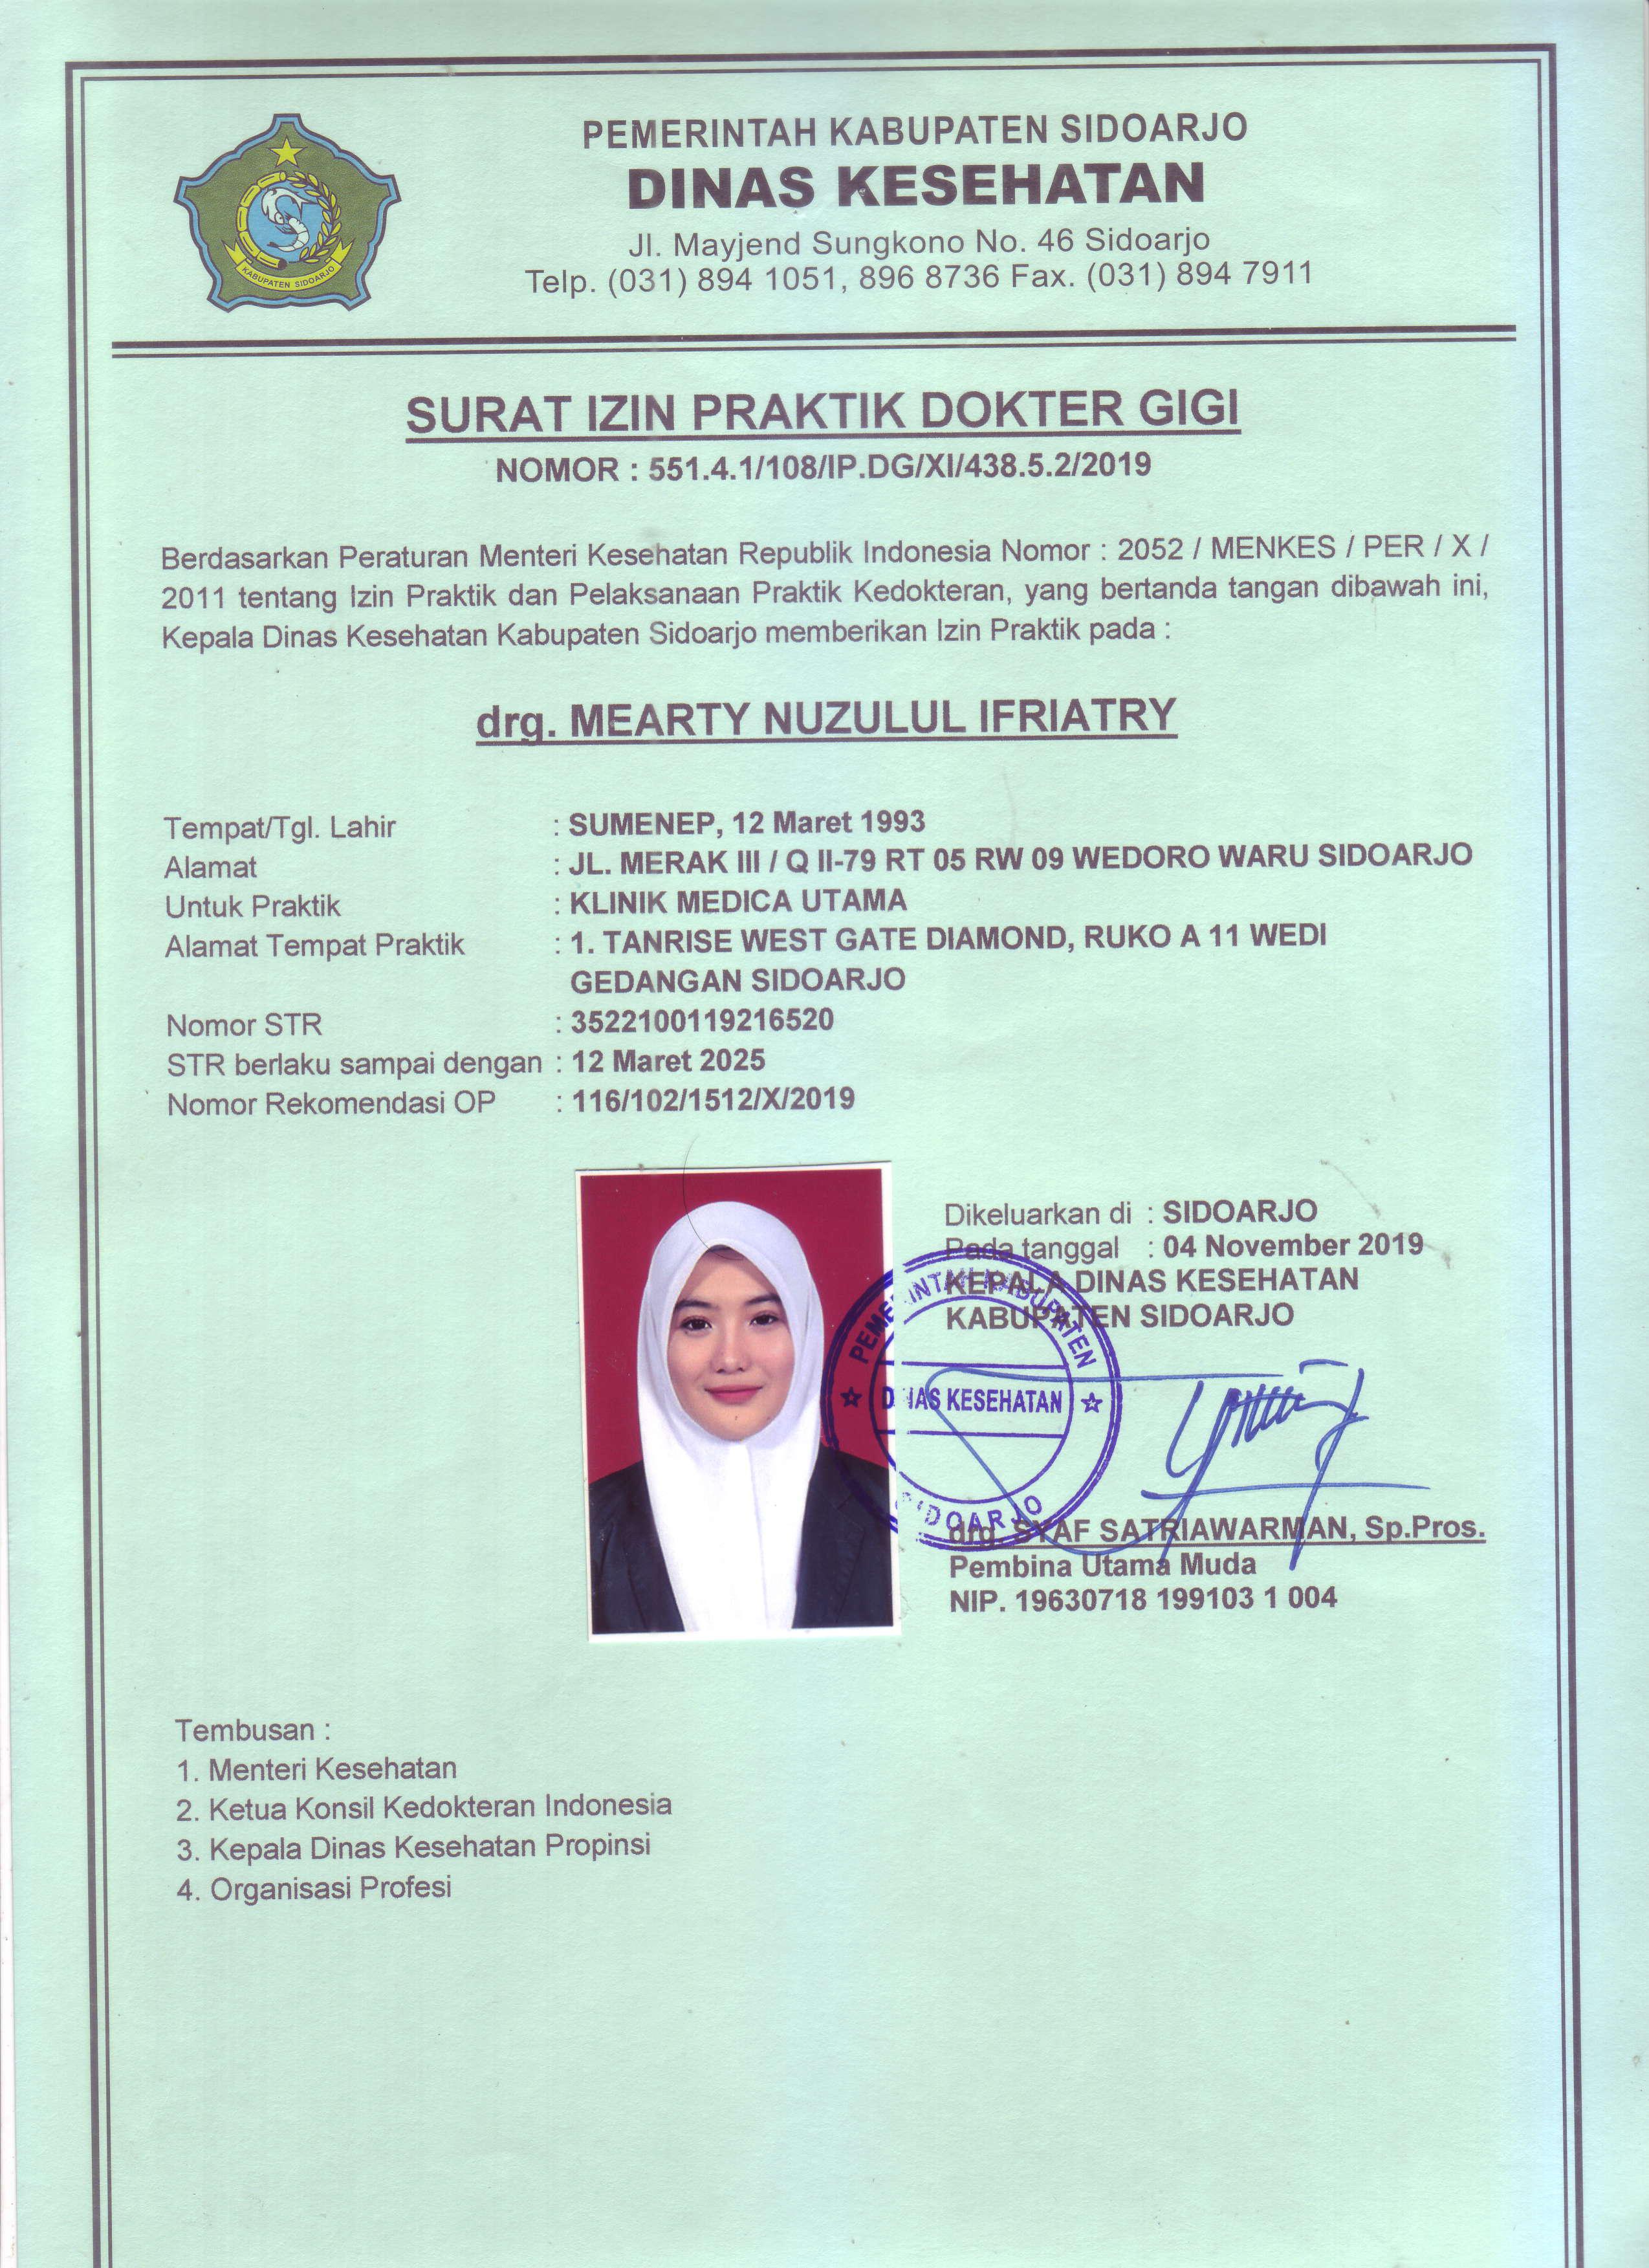 PEMERINTAH KABUPATEN SIDOARJO
DINAS KESEHATAN
Jl. Mayjend Sungkono No. 46 Sidoarjo
Telp. (031) 894 1051, 896 8736 Fax. (031) 894 7911
KABUPATEN SIDOARJO
SURAT IZIN PRAKTIK DOKTER GIGI
NOMOR : 551.4.1/108/IP.DG/XI/438.5.2/2019
Berdasarkan Peraturan Menteri Kesehatan Republik Indonesia Nomor : 2052 / MENKES / PER / X /
2011 tentang Izin Praktik dan Pelaksanaan Praktik Kedokteran, yang bertanda tangan dibawah ini,
Kepala Dinas Kesehatan Kabupaten Sidoarjo memberikan Izin Praktik pada :
drg. MEARTY NUZULUL IFRIATRY
Tempat/Tgl. Lahir : SUMENEP, 12 Maret 1993
Alamat : JL. MERAK III / Q II-79 RT 05 RW 09 WEDORO WARU SIDOARJO
Untuk Praktik : KLINIK MEDICA UTAMA
Alamat Tempat Praktik : 1. TANRISE WEST GATE DIAMOND, RUKO A 11 WEDI
GEDANGAN SIDOARJO
Nomor STR : 3522100119216520
STR berlaku sampai dengan : 12 Maret 2025
Nomor Rekomendasi OP : 116/102/1512/X/2019
Dikeluarkan di : SIDOARJO
Pada tanggal : 04 November 2019
KEPALA DINAS KESEHATAN
KABUPATEN SIDOARJO
PEMERINTAH KABUPATEN
DINAS KESEHATAN
SIDOARJO
drg. SYAF SATRIAWARMAN, Sp.Pros.
Pembina Utama Muda
NIP. 19630718 199103 1 004
Tembusan :
1. Menteri Kesehatan
2. Ketua Konsil Kedokteran Indonesia
3. Kepala Dinas Kesehatan Propinsi
4. Organisasi Profesi